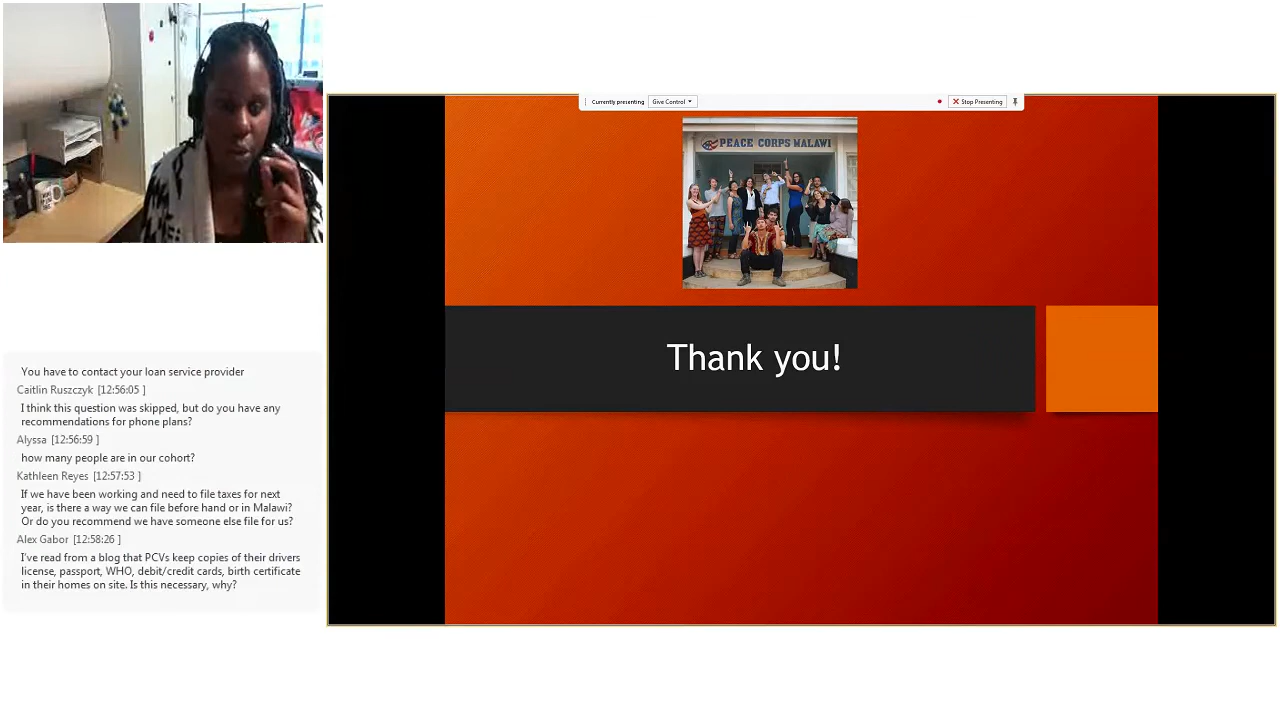 Currently presenting
Give Control
Stop Presenting
PEACE CORPS MALAWI
Thank you!
You have to contact your loan service provider
Caitlin Ruszczyk [12:56:05 ]
I think this question was skipped, but do you have any
recommendations for phone plans?
Alyssa [12:56:59 ]
how many people are in our cohort?
Kathleen Reyes [12:57:53 ]
If we have been working and need to file taxes for next
year, is there a way we can file before hand or in Malawi?
Or do you recommend we have someone else file for us?
Alex Gabor [12:58:26 ]
I've read from a blog that PCVs keep copies of their drivers
license, passport, WHO, debit/credit cards, birth certificate
in their homes on site. Is this necessary, why?